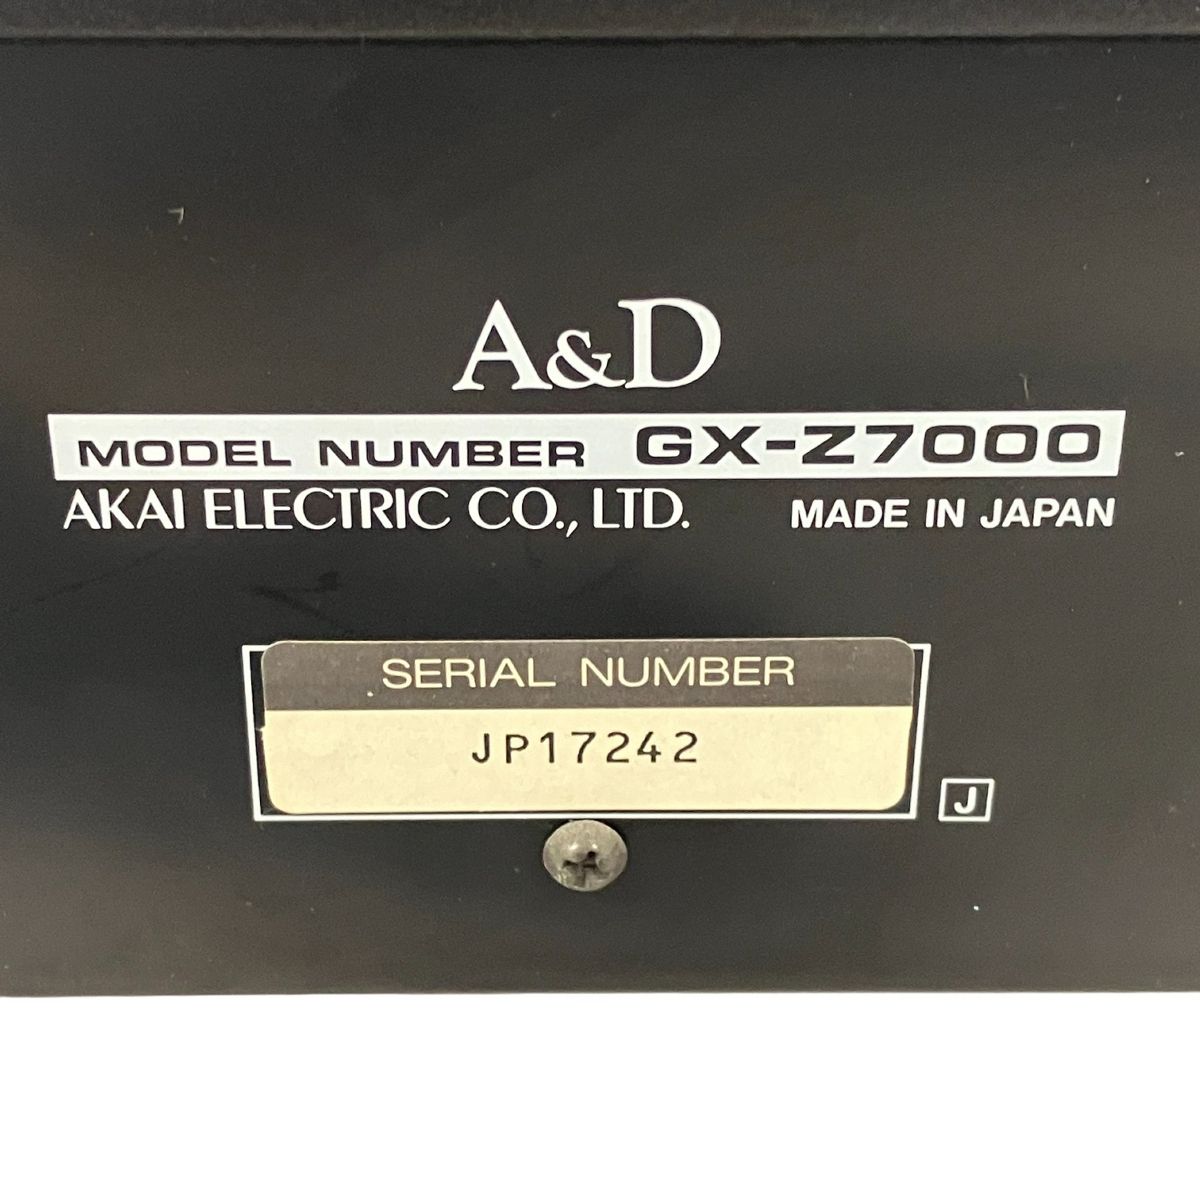 A&D
MODEL NUMBER GX-Z7000
AKAI ELECTRIC CO., LTD. MADE IN JAPAN
SERIAL NUMBER
JP17242
J